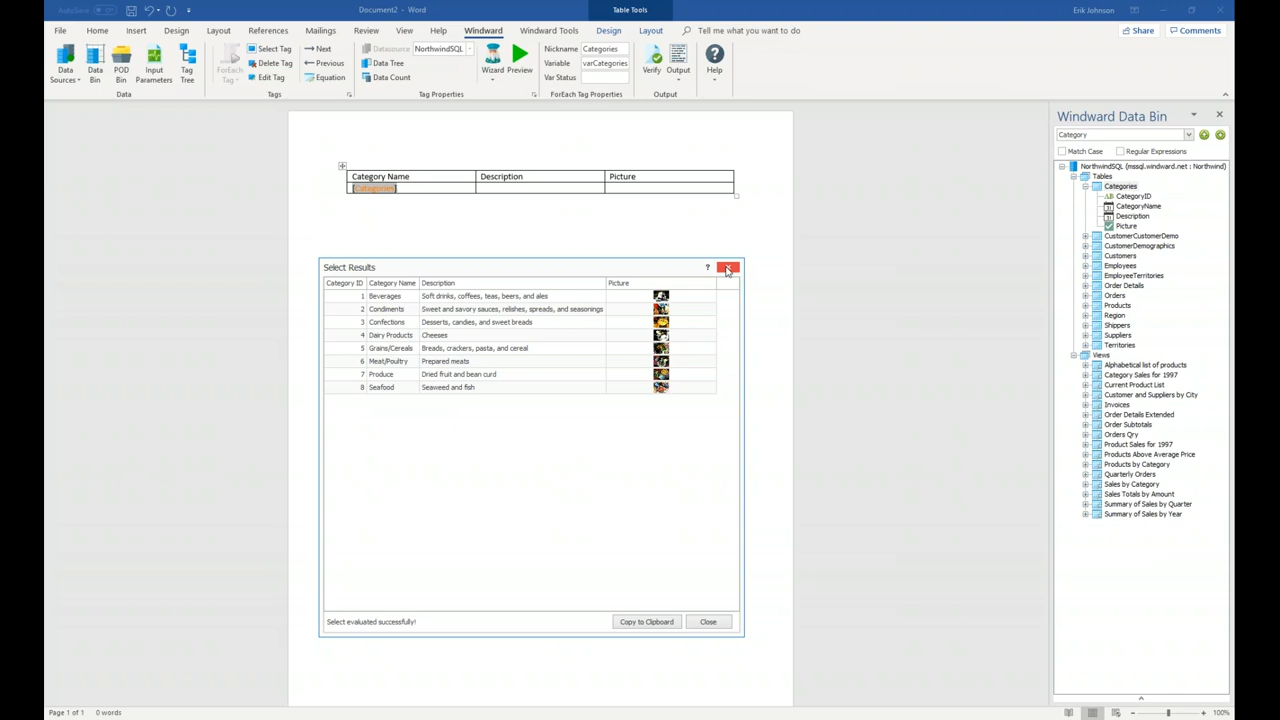 AutoSave
Document2 - Word
Table Tools
Erik Johnson
File Home Insert Design Layout References Mailings Review View Help Windward Windward Tools Design Layout Tell me what you want to do
Share Comments
Data Sources
Data Bin
POD Bin
Input Parameters
Tag Tree
Data
ForEach Tag
Select Tag
Delete Tag
Edit Tag
Next
Previous
Equation
Tags
Datasource NorthwindSQL
Data Tree
Data Count
Tag Properties
Wizard
Preview
Nickname Categories
Variable varCategories
Var Status
ForEach Tag Properties
Verify
Output
Output
Help
Category Name Description Picture
[Categories]
Select Results ?
Category ID Category Name Description Picture
1 Beverages Soft drinks, coffees, teas, beers, and ales
2 Condiments Sweet and savory sauces, relishes, spreads, and seasonings
3 Confections Desserts, candies, and sweet breads
4 Dairy Products Cheeses
5 Grains/Cereals Breads, crackers, pasta, and cereal
6 Meat/Poultry Prepared meats
7 Produce Dried fruit and bean curd
8 Seafood Seaweed and fish
Select evaluated successfully!
Copy to Clipboard Close
Windward Data Bin
Category
Match Case Regular Expressions
NorthwindSQL (mssql.windward.net : Northwind)
Tables
Categories
CategoryID
CategoryName
Description
Picture
CustomerCustomerDemo
CustomerDemographics
Customers
Employees
EmployeeTerritories
Order Details
Orders
Products
Region
Shippers
Suppliers
Territories
Views
Alphabetical list of products
Category Sales for 1997
Current Product List
Customer and Suppliers by City
Invoices
Order Details Extended
Order Subtotals
Orders Qry
Product Sales for 1997
Products Above Average Price
Products by Category
Quarterly Orders
Sales by Category
Sales Totals by Amount
Summary of Sales by Quarter
Summary of Sales by Year
Page 1 of 1 0 words
100%